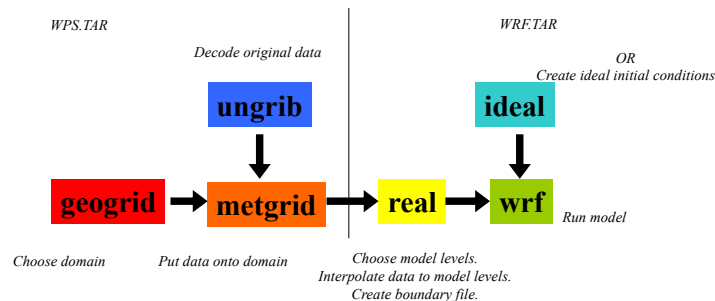 WPS.TAR
WRF.TAR
Decode original data
OR
Create ideal initial conditions
ungrib
ideal
geogrid
metgrid
real
wrf
Run model
Choose domain
Put data onto domain
Choose model levels.
Interpolate data to model levels.
Create boundary file.